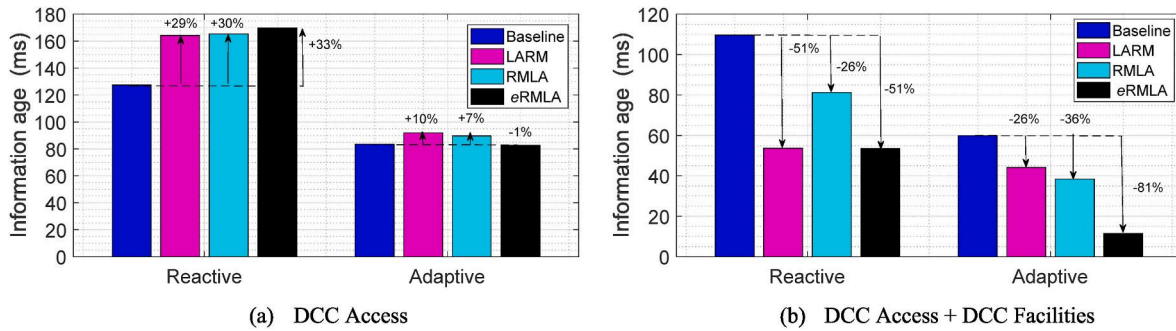 Information age (ms)
180
160
140
120
100
80
60
40
20
0
+29%
+30%
+33%
+10%
+7%
-1%
Baseline
LARM
RMLA
eRMLA
Reactive
Adaptive
(a) DCC Access
Information age (ms)
120
100
80
60
40
20
0
-51%
-26%
-51%
-26%
-36%
-81%
Baseline
LARM
RMLA
eRMLA
Reactive
Adaptive
(b) DCC Access + DCC Facilities